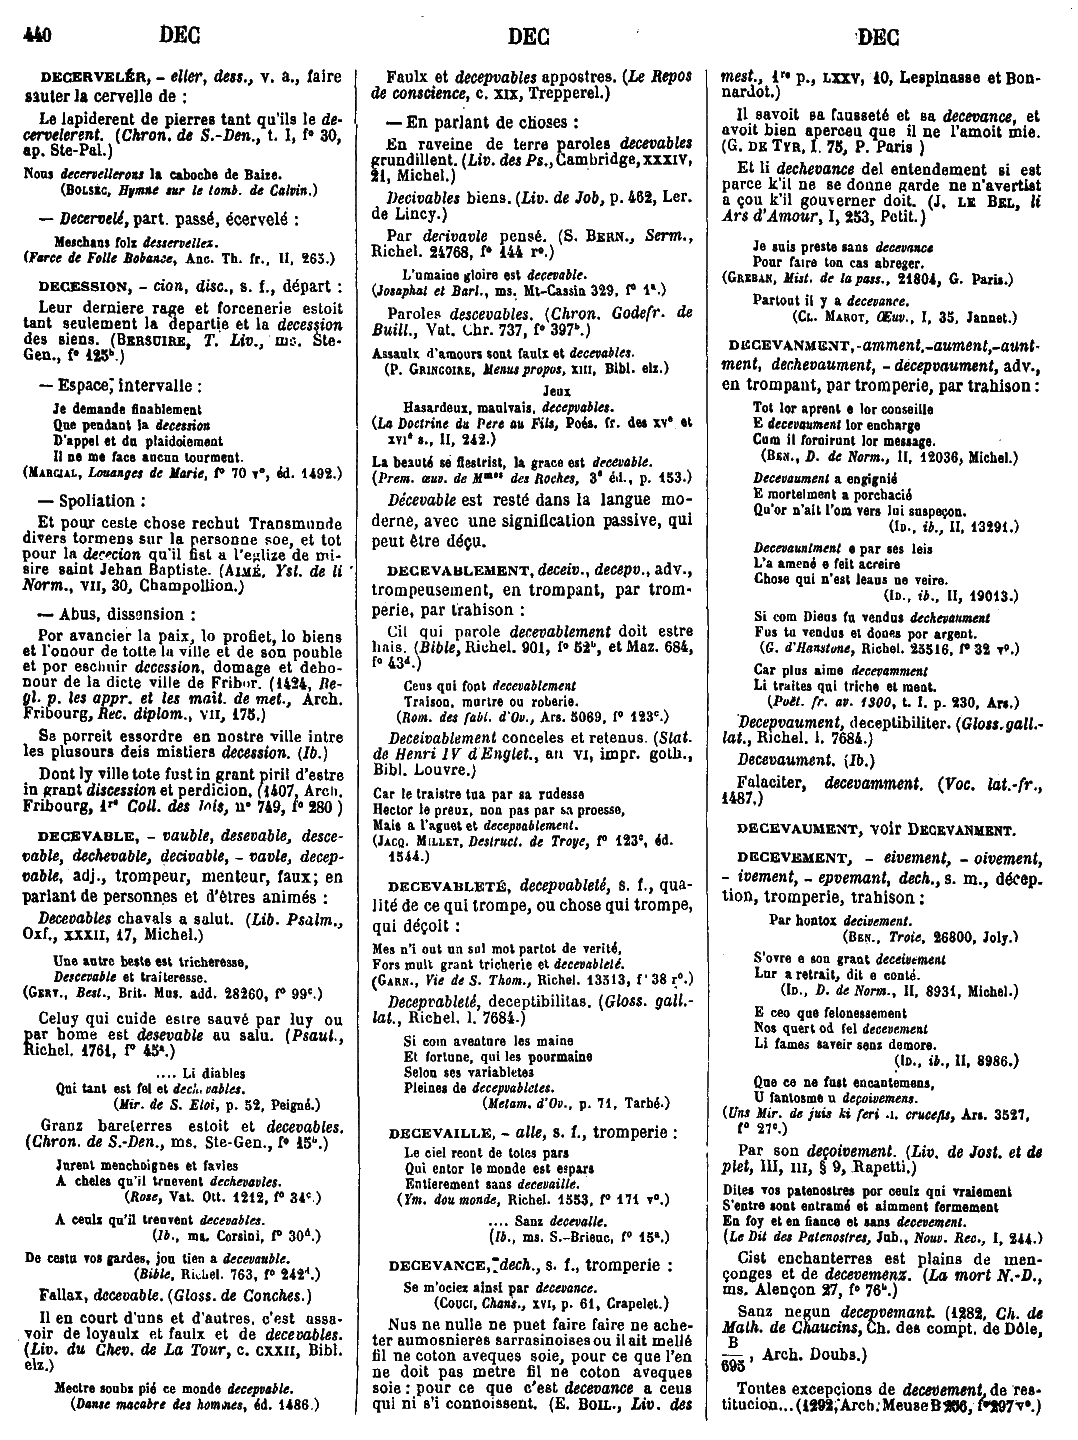 440 DEC DEC DEC
DECERVELER, - eller, dess., v. a., faire
sauter la cervelle de :
Le lapiderent de pierres tant qu'ils le de-
cervelerent. (Chron. de S.-Den., t. I, f° 30,
ap. Ste-Pal.)
Nous decervellerons la caboche de Baize.
(BOLSEC, Hymne sur le tomb. de Calvin.)
— Decervelé, part. passé, écervelé :
Meschans folz desservellez.
(Farce de Folle Bobance, Anc. Th. fr., II, 265.)
DECESSION, - cion, disc., s. f., départ :
Leur derniere rage et forcenerie estoit
tant seulement la departie et la decession
des siens. (BERSUIRE, T. Liv., ms. Ste-
Gen., f° 125ᵇ.)
— Espace, intervalle :
Je demande finablement
Que pendant la decession
D'appel et du plaidoiement
Il ne me face aucun tourment.
(MARCIAL, Louanges de Marie, f° 70 v°, éd. 1492.)
— Spoliation :
Et pour ceste chose rechut Transmunde
divers tormens sur la personne soe, et tot
pour la dececion qu'il fist a l'eglize de mi-
sire saint Jehan Baptiste. (AIMÉ, Yst. de li
Norm., VII, 30, Champollion.)
— Abus, dissension :
Por avancier la paix, lo profiet, lo biens
et l'onour de totte la ville et de son pouble
et por eschuir decession, domage et deho-
nour de la dicte ville de Fribor. (1424, Re-
gl. p. les appr. et les mait. de met., Arch.
Fribourg, Rec. diplom., VII, 175.)
Se porreit essordre en nostre ville intre
les plusours deis mistiers decession. (Ib.)
Dont ly ville tote fust in grant piril d'estre
in grant discession et perdicion. (1407, Arch.
Fribourg, 1ʳᵉ Coll. des lois, n° 749, f° 280)
DECEVABLE, - vauble, desevable, desce-
vable, dechevable, decivable, - vavle, decep-
vable, adj., trompeur, menteur, faux; en
parlant de personnes et d'êtres animés :
Decevables chavals a salut. (Lib. Psalm.,
Oxf., XXXII, 17, Michel.)
Une autre beste est tricheresse,
Descevable et traiteresse.
(GERV., Best., Brit. Mus. add. 28260, f° 99ᶜ.)
Celuy qui cuide estre sauvé par luy ou
par home est desevable au salu. (Psaut.,
Richel. 1761, f° 45ᵃ.)
.... Li diables
Qui tant est fel et dechevables.
(Mir. de S. Eloi, p. 52, Peigné.)
Granz bareterres estoit et decevables.
(Chron. de S.-Den., ms. Ste-Gen., f° 15ᵇ.)
Jurent menchoignes et favles
A cheles qu'il truevent dechevavles.
(Rose, Vat. Ott. 1212, f° 34ᶜ.)
A ceulz qu'il treuvent decevables.
(Ib., ms. Corsini, f° 30ᵈ.)
De cestu vos gardes, jou tien a decevauble.
(Bible, Richel. 763, f° 242ᵈ.)
Fallax, decevable. (Gloss. de Conches.)
Il en court d'uns et d'autres, c'est assa-
voir de loyaulx et faulx et de decevables.
(Liv. du Chev. de La Tour, c. CXXII, Bibl.
elz.)
Mectre soubz pié ce monde decepvable.
(Danse macabre des hommes, éd. 1486.)
Faulx et decepvables appostres. (Le Repos
de conscience, c. XIX, Trepperel.)
— En parlant de choses :
En raveine de terre paroles decevables
grundillent. (Liv. des Ps., Cambridge, XXXIV,
21, Michel.)
Decivables biens. (Liv. de Job, p. 462, Ler.
de Lincy.)
Par derivavle pensé. (S. BERN., Serm.,
Richel. 24768, f° 144 r°.)
L'umaine gloire est decevable.
(Josaphat et Barl., ms. Mt-Cassin 329, f° 1ᵃ.)
Paroles descevables. (Chron. Godefr. de
Buill., Vat. Chr. 737, f° 397ᵇ.)
Assaulx d'amours sont faulx et decevables.
(P. GRINGOIRE, Menus propos, XIII, Bibl. elz.)
Jeux
Hasardeux, maulvais, decepvables.
(La Doctrine du Pere au Fils, Poés. fr. des XVᵉ et
XVIᵉ s., II, 242.)
La beauté se flestrist, la grace est decevable.
(Prem. œuv. de Mᵐᵉˢ des Roches, 3ᵉ éd., p. 153.)
Décevable est resté dans la langue mo-
derne, avec une signification passive, qui
peut être déçu.
DECEVABLEMENT, deceiv., decepv., adv.,
trompeusement, en trompant, par trom-
perie, par trahison :
Cil qui parole decevablement doit estre
hais. (Bible, Richel. 901, f° 52ᵇ, et Maz. 684,
f° 43ᵈ.)
Ceus qui font decevablement
Traison, murtre ou roberie.
(Rom. des fabl. d'Ov., Ars. 5069, f° 123ᶜ.)
Deceivablement conceles et retenus. (Stat.
de Henri IV d'Englet., an VI, impr. goth.,
Bibl. Louvre.)
Car le traistre tua par sa rudesse
Hector le preux, non pas par sa proesse,
Mais a l'aguet et decepvablement.
(JACQ. MILLET, Destruct. de Troye, f° 123ᶜ, éd.
1544.)
DECEVABLETÉ, decepvableté, s. f., qua-
lité de ce qui trompe, ou chose qui trompe,
qui déçoit :
Mes n'i out un sul mot partot de verité,
Fors mult grant tricherie et decevableté.
(GARN., Vie de S. Thom., Richel. 13513, f° 38 r°.)
Decepvableté, deceptibilitas. (Gloss. gall.-
lat., Richel. l. 7684.)
Si com aventure les maine
Et fortune, qui les pourmaine
Selon ses variabletes
Pleines de decepvabletes.
(Metam. d'Ov., p. 71, Tarbé.)
DECEVAILLE, - alle, s. f., tromperie :
Le ciel reont de totes pars
Qui entor le monde est espars
Entierement sans decevaille.
(Ym. dou monde, Richel. 1553, f° 171 v°.)
.... Sanz decevalle.
(Ib., ms. S.-Brieuc, f° 15ᵃ.)
DECEVANCE, dech., s. f., tromperie :
Se m'ociez ainsi par decevance.
(COUCI, Chans., XVI, p. 61, Crapelet.)
Nus ne nulle ne puet faire faire ne ache-
ter aumosnieres sarrasinoises ou il ait mellé
fil ne coton aveques soie, pour ce que l'en
ne doit pas metre fil ne coton aveques
soie : pour ce que c'est decevance a ceus
qui ni s'i connoissent. (E. BOIL., Liv. des
mest., 1ʳᵉ p., LXXV, 10, Lespinasse et Bon-
nardot.)
Il savoit sa fausseté et sa decevance, et
avoit bien aperceu que il ne l'amoit mie.
(G. DE TYR, I. 75, P. Paris )
Et li dechevance del entendement si est
parce k'il ne se donne garde ne n'avertist
a çou k'il gouverner doit. (J. LE BEL, li
Ars d'Amour, I, 253, Petit.)
Je suis preste sans decevance
Pour faire ton cas abreger.
(GREBAN, Mist. de la pass., 21804, G. Paris.)
Partout il y a decevance.
(CL. MAROT, Œuv., I, 35, Jannet.)
DECEVANMENT,-amment,-aument,-aunt-
ment, dechevaument, - decepvaument, adv.,
en trompant, par tromperie, par trahison :
Tot lor aprent e lor conseille
E decevaument lor encharge
Cum il fornirunt lor message.
(BEN., D. de Norm., II, 12036, Michel.)
Decevaument a engignié
E mortelment a porchacié
Qu'or n'ait l'om vers lui suspeçon.
(ID., ib., II, 13291.)
Decevauntment e par ses leis
L'a amené e feit acreire
Chose qui n'est leaus ne veire.
(ID., ib., II, 19013.)
Si com Dieus fu vendus dechevaument
Fus tu vendus et dones por argent.
(G. d'Hanstone, Richel. 25516, f° 32 v°.)
Car plus aime decevamment
Li traites qui triche et ment.
(Poët. fr. av. 1300, t. I. p. 230, Ars.)
Decepvaument, deceptibiliter. (Gloss. gall.-
lat., Richel. l. 7684.)
Decevaument. (Ib.)
Falaciter, decevamment. (Voc. lat.-fr.,
1487.)
DECEVAUMENT, voir DECEVANMENT.
DECEVEMENT, - eivement, - oivement,
- ivement, - epvemant, dech., s. m., décep-
tion, tromperie, trahison :
Par hontox decivement.
(BEN., Troie, 26800, Joly.)
S'ovre e son grant deceivement
Lur a retrait, dit e conté.
(ID., D. de Norm., II, 8931, Michel.)
E ceo que felonessement
Nos quert od fel decevement
Li fames saveir senz demore.
(ID., ib., II, 8986.)
Que ce ne fust encantemens,
U fantosme u deçoivemens.
(Uns Mir. de juis ki feri .i. crucefis, Ars. 3527,
f° 27ᶜ.)
Par son deçoivement. (Liv. de Jost. et de
plet, III, III, § 9, Rapetti.)
Dites vos patenostres por ceulz qui vraiement
S'entre sont entramé et aimment fermement
En foy et en fiance et sans decevement.
(Le Dit des Patenostres, Jub., Nouv. Rec., I, 244.)
Cist enchanterres est plains de men-
çonges et de decevemenz. (La mort N.-D.,
ms. Alençon 27, f° 76ᵇ.)
Sanz negun decepvemant. (1282, Ch. de
Math. de Chaucins, Ch. des compt. de Dôle,
B
693, Arch. Doubs.)
Toutes excepçions de decevement, de res-
titucion... (1292, Arch. Meuse B 256, f° 297 v°.)